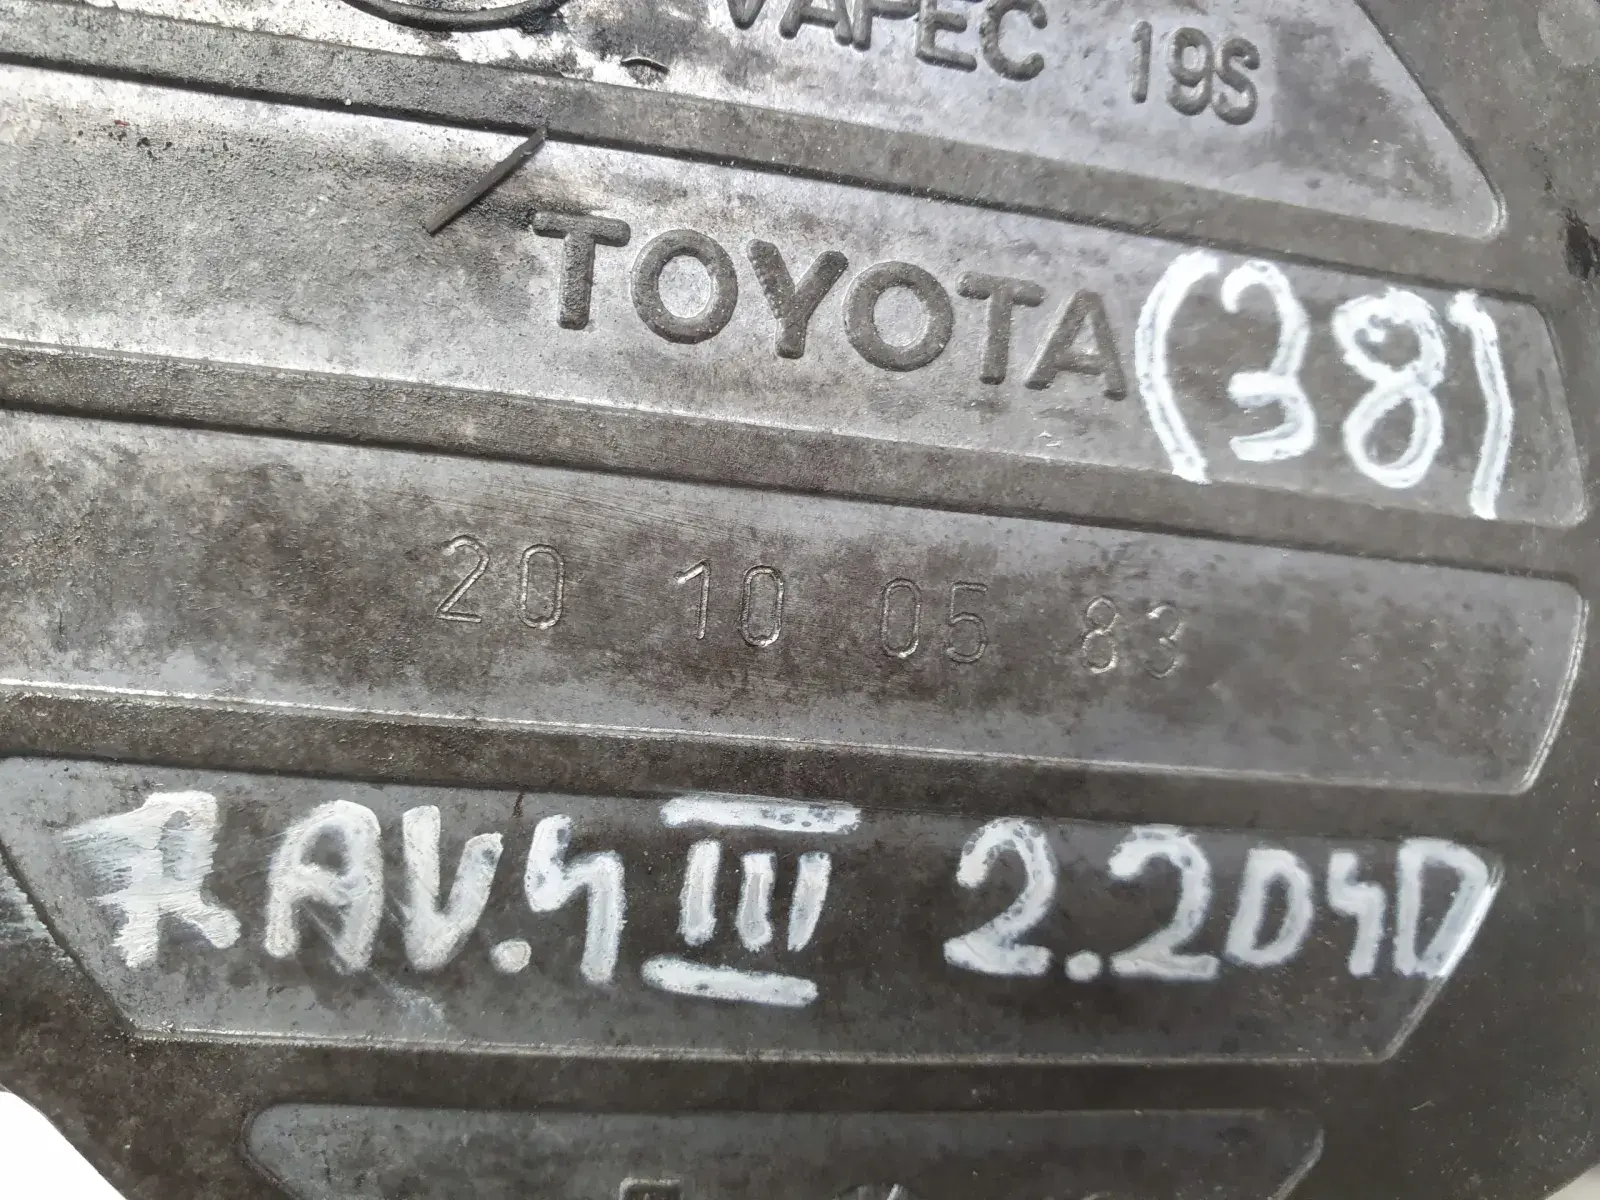 VAPEC 19S
TOYOTA (38)
20 10 05 83
RAV.4 III 2.2D4D